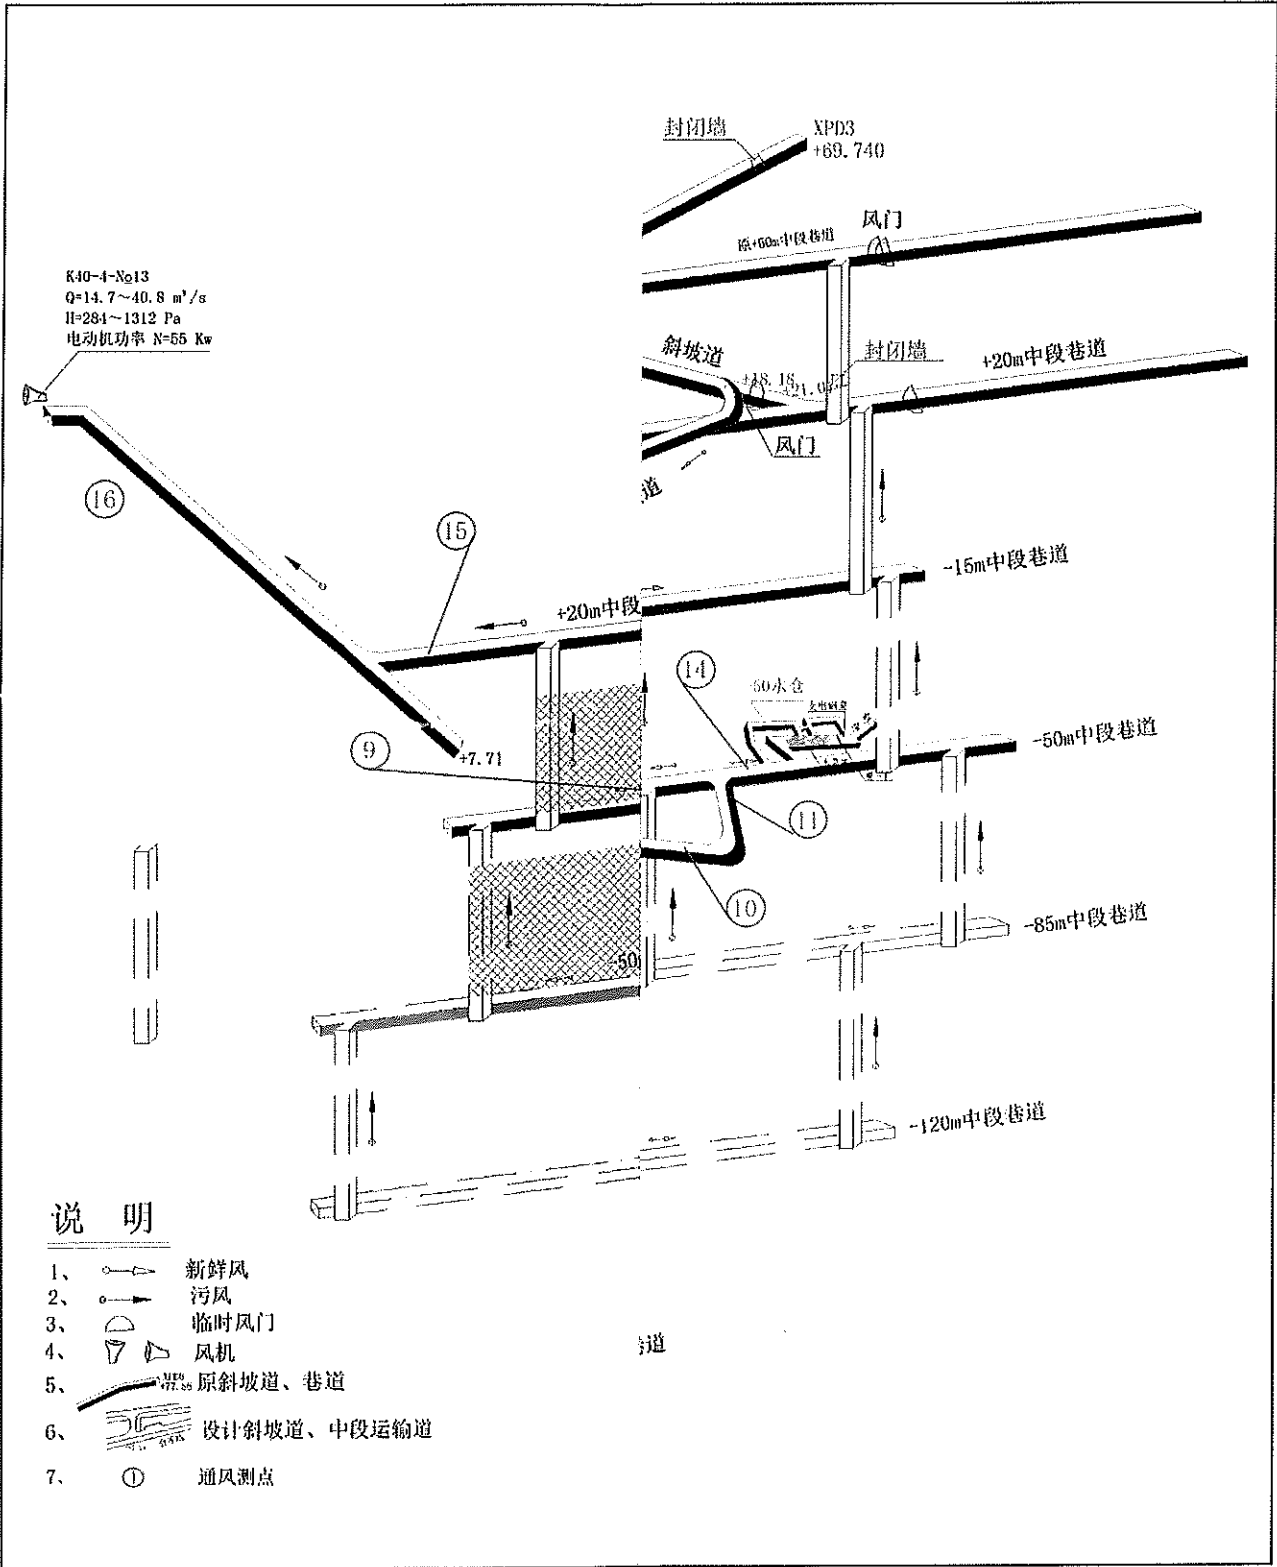 封闭墙
XPD3
+69.740
风门
原+60m中段巷道
K40-4-No13
Q=14.7~40.8 m³/s
H=284~1312 Pa
电动机功率 N=55 Kw
斜坡道
封闭墙
+20m中段巷道
+18.18
风门
道
16
15
-15m中段巷道
+20m中段
14
-50水仓
9
+7.71
-50m中段巷道
11
10
-85m中段巷道
-50
-120m中段巷道
说 明
1、 新鲜风
2、 污风
3、 临时风门
4、 风机
5、 原斜坡道、巷道
6、 设计斜坡道、中段运输道
7、 ① 通风测点
巷道